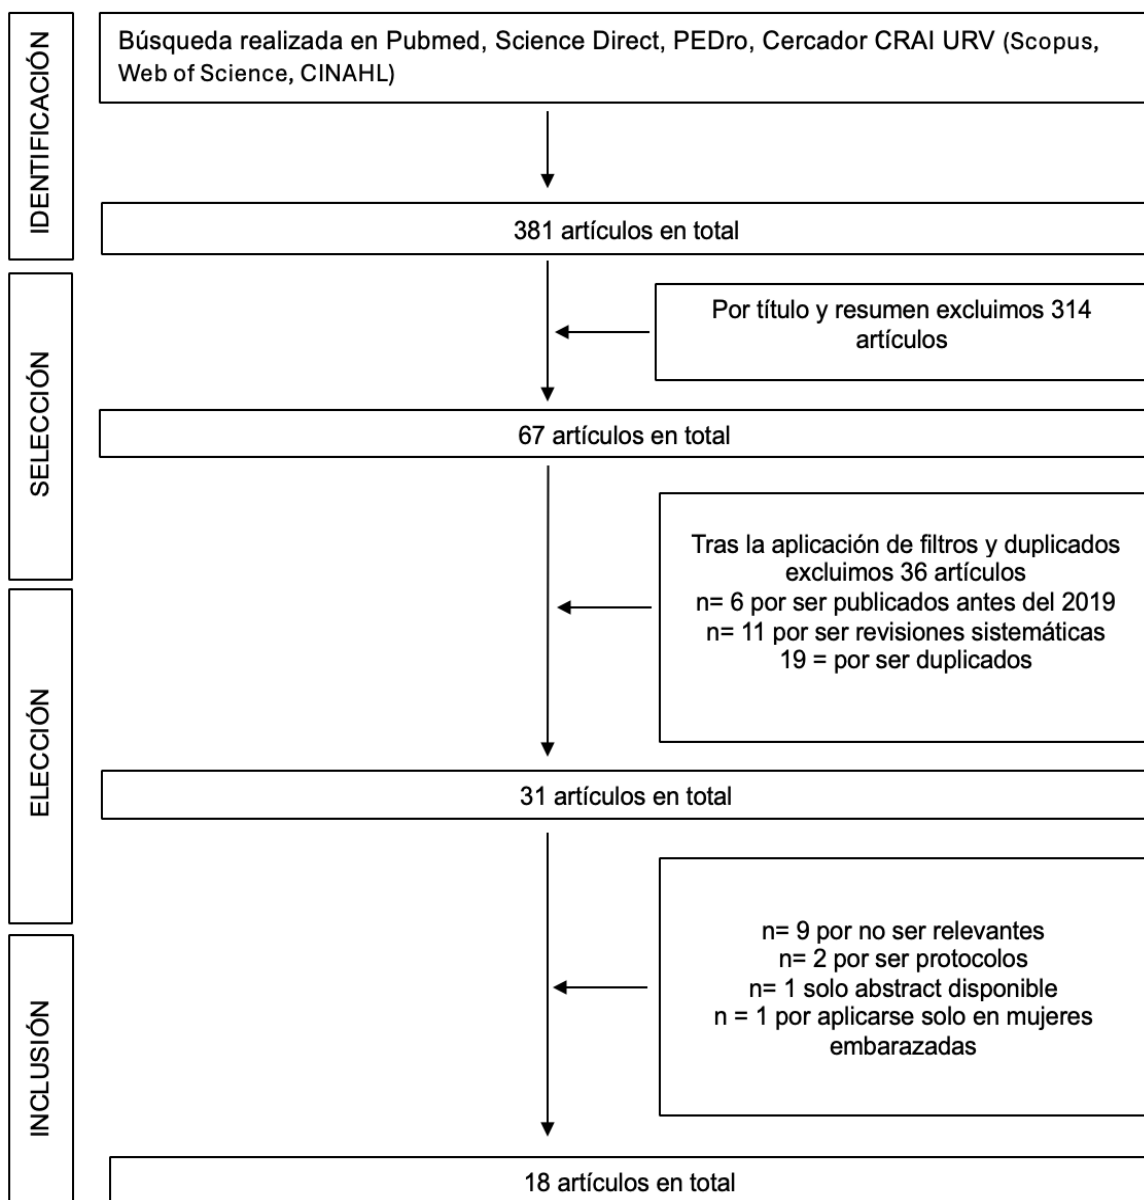 IDENTIFICACIÓN
Búsqueda realizada en Pubmed, Science Direct, PEDro, Cercador CRAI URV (Scopus,
Web of Science, CINAHL)
381 artículos en total
SELECCIÓN
Por título y resumen excluimos 314
artículos
67 artículos en total
Tras la aplicación de filtros y duplicados
excluimos 36 artículos
n= 6 por ser publicados antes del 2019
n= 11 por ser revisiones sistemáticas
19 = por ser duplicados
ELECCIÓN
31 artículos en total
n= 9 por no ser relevantes
n= 2 por ser protocolos
n= 1 solo abstract disponible
n = 1 por aplicarse solo en mujeres
embarazadas
INCLUSIÓN
18 artículos en total